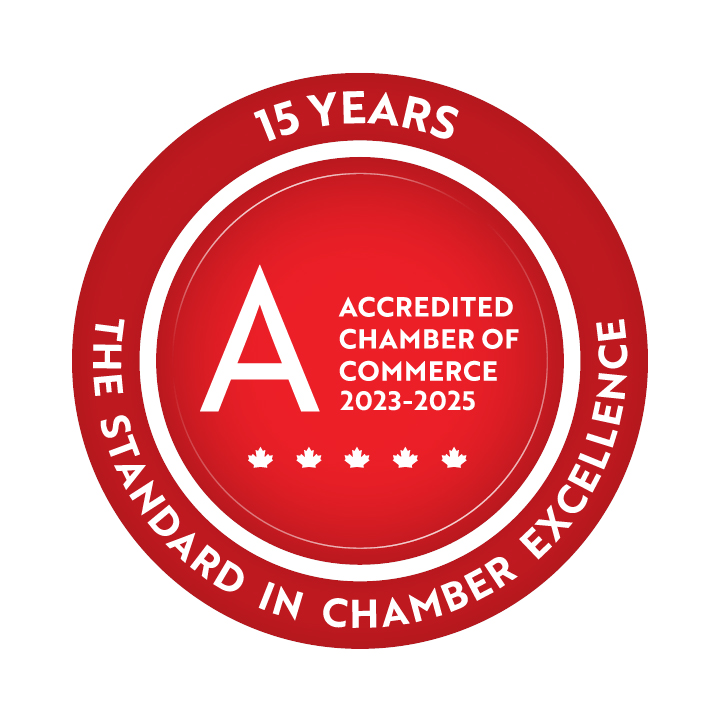 15 YEARS
A
ACCREDITED
CHAMBER OF
COMMERCE
2023-2025
THE STANDARD IN CHAMBER EXCELLENCE